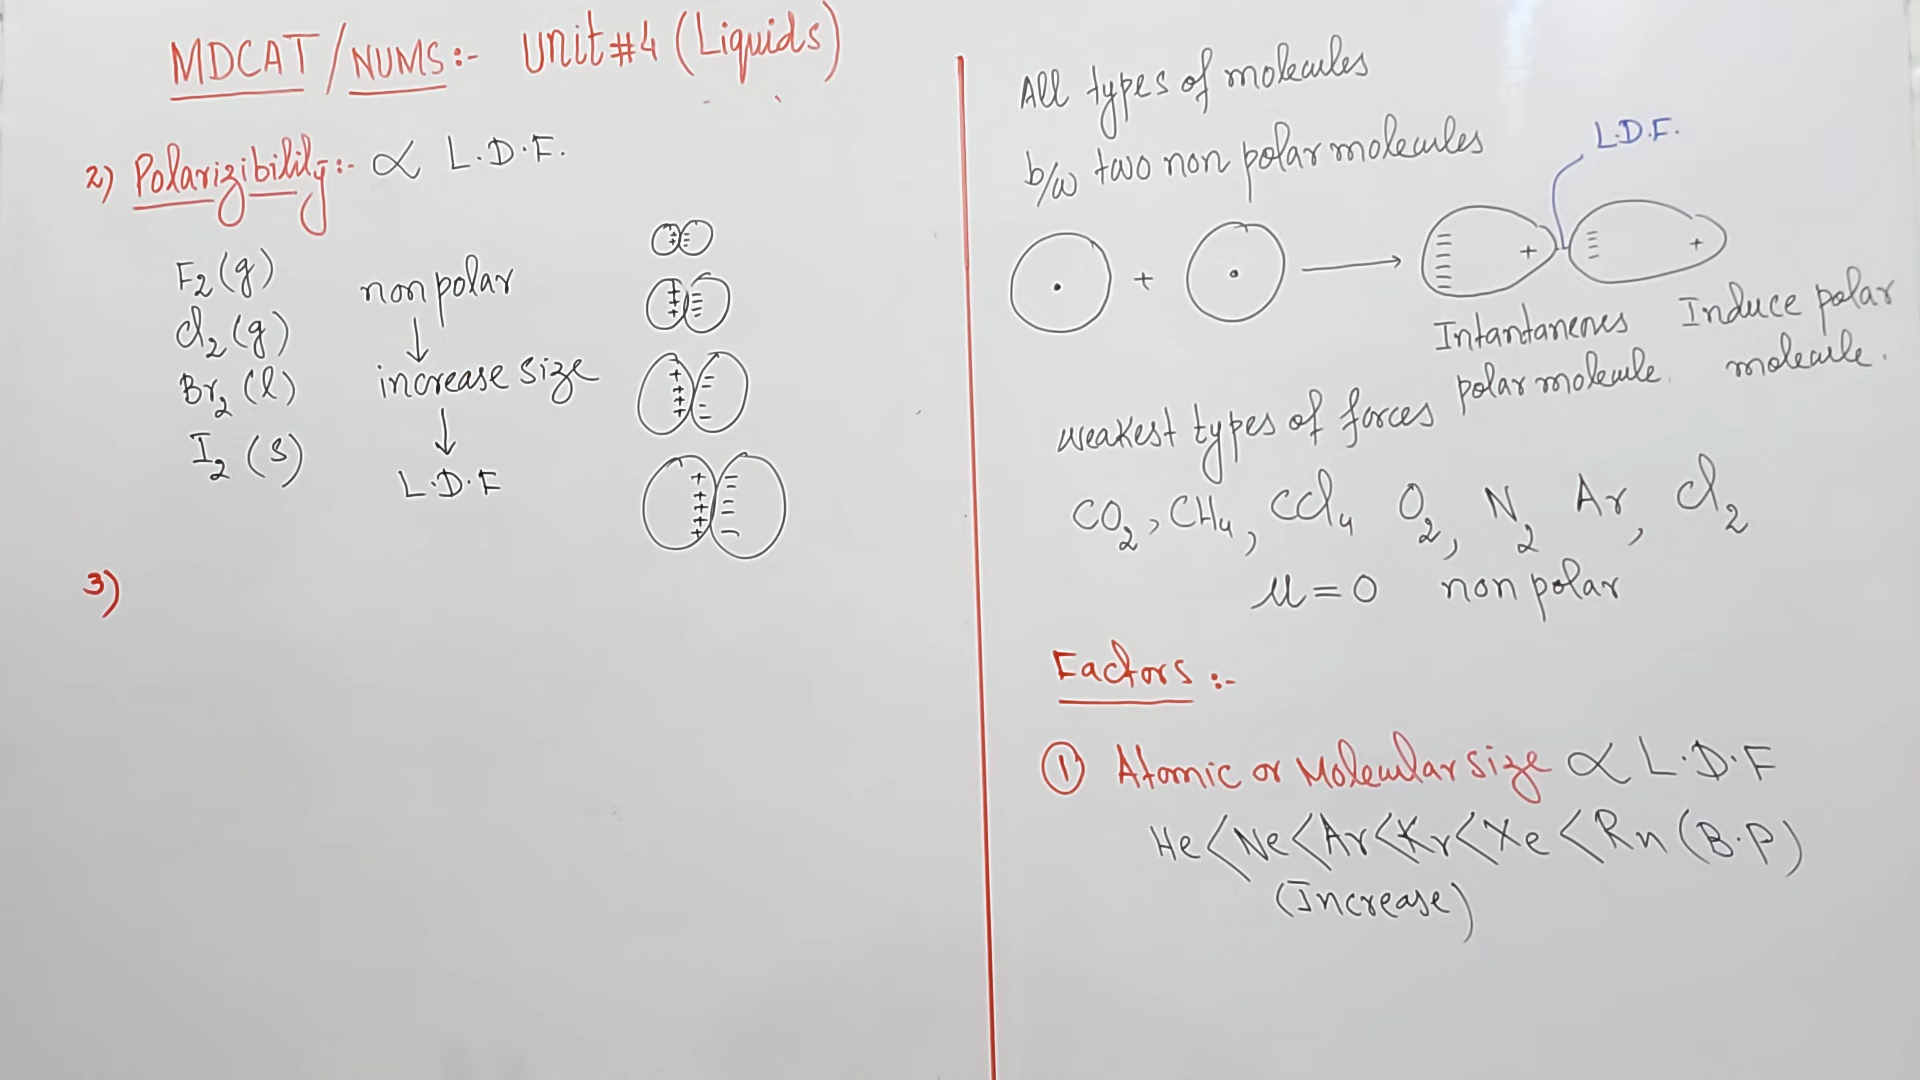 MDCAT/NUMS:- Unit#4 (Liquids)
2) Polarizibility:- ∝ L.D.F.
F2(g)
Cl2(g)
Br2(l)
I2(s)
non polar
↓
increase size
↓
L.D.F
3)
All types of molecules
b/w two non polar molecules
L.D.F.
+ →
Intantaneous polar molecule.
Induce polar molecule.
weakest types of forces
CO2, CH4, CCl4 O2, N2 Ar, Cl2
μ=0 non polar
Factors:-
① Atomic or Molecular size ∝ L.D.F
He<Ne<Ar<Kr<Xe<Rn (B.P)
(Increase)